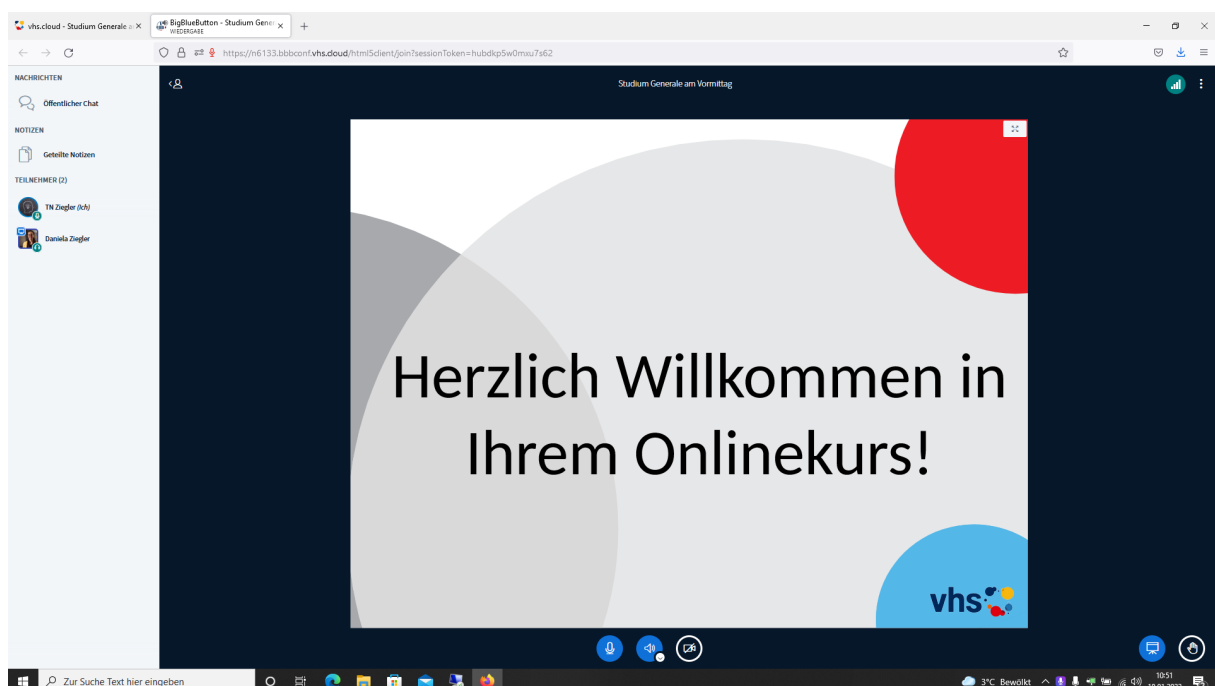 vhs.cloud - Studium Generale a
BigBlueButton - Studium Gener
WIEDERGABE
https://n6133.bbbconf.vhs.cloud/html5client/join?sessionToken=hubdkp5w0mxu7s62
NACHRICHTEN
Öffentlicher Chat
NOTIZEN
Geteilte Notizen
TEILNEHMER (2)
TN Ziegler (Ich)
Daniela Ziegler
Studium Generale am Vormittag
Herzlich Willkommen in
Ihrem Onlinekurs!
vhs
Zur Suche Text hier eingeben
3°C Bewölkt
10:51